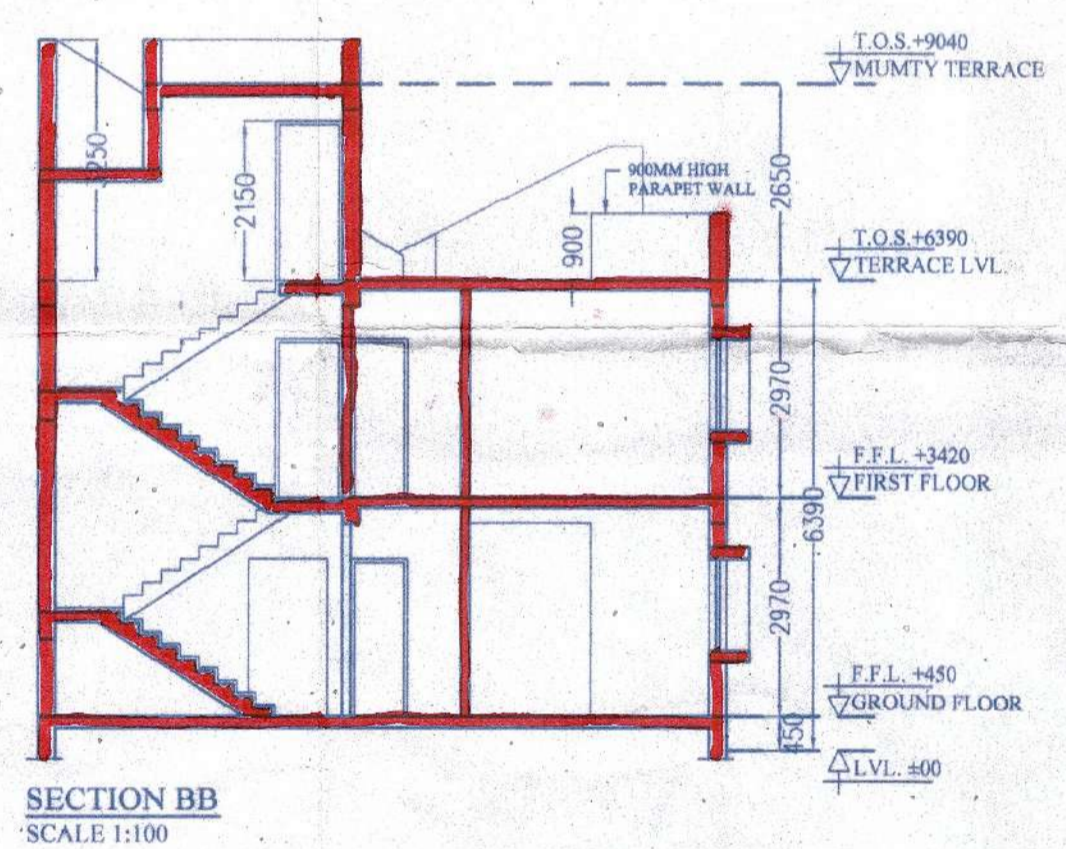 T.O.S.+9040
MUMTY TERRACE
2150
900MM HIGH
PARAPET WALL
900
2650
T.O.S.+6390
TERRACE LVL.
2970
F.F.L. +3420
FIRST FLOOR
6390
2970
F.F.L. +450
GROUND FLOOR
450
LVL. ±00
SECTION BB
SCALE 1:100